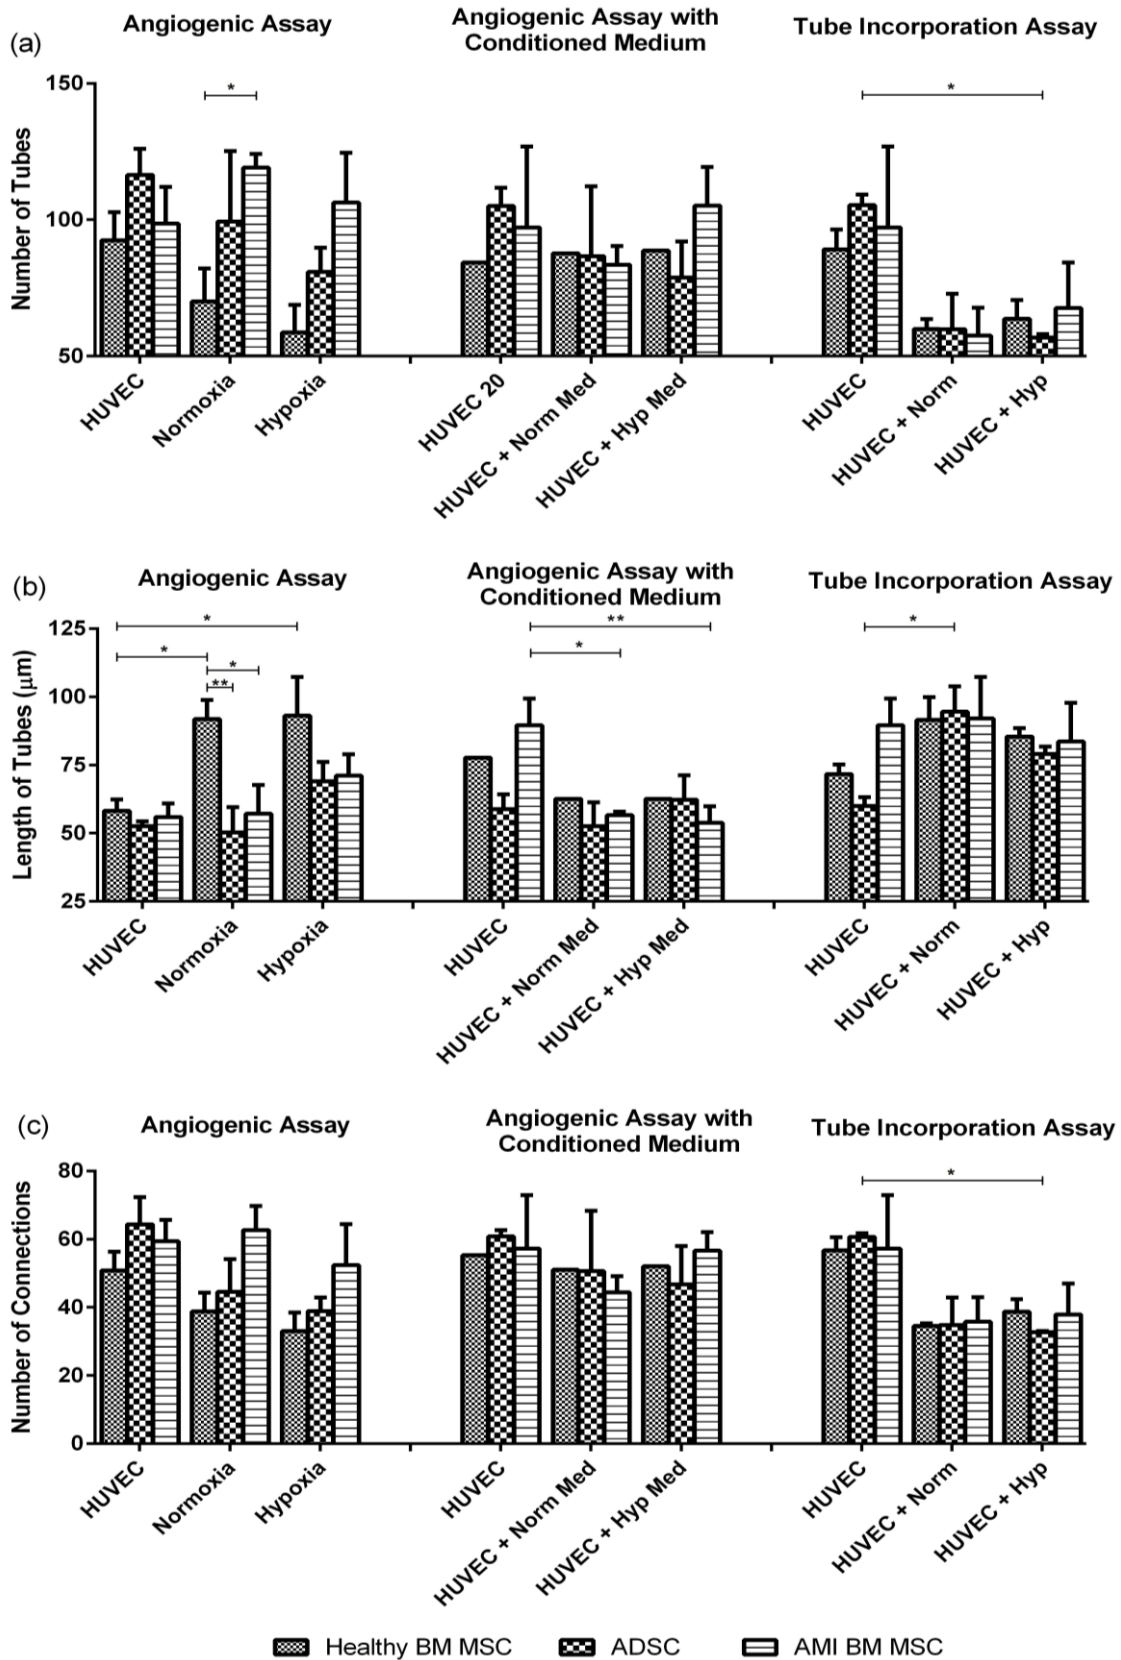 (a)
Angiogenic Assay
Angiogenic Assay with
Conditioned Medium
Tube Incorporation Assay
Number of Tubes
150
100
50
*
*
HUVEC
Normoxia
Hypoxia
HUVEC 20
HUVEC + Norm Med
HUVEC + Hyp Med
HUVEC
HUVEC + Norm
HUVEC + Hyp
(b)
Angiogenic Assay
Angiogenic Assay with
Conditioned Medium
Tube Incorporation Assay
Length of Tubes (μm)
125
100
75
50
25
*
*
*
**
**
*
*
HUVEC
Normoxia
Hypoxia
HUVEC
HUVEC + Norm Med
HUVEC + Hyp Med
HUVEC
HUVEC + Norm
HUVEC + Hyp
(c)
Angiogenic Assay
Angiogenic Assay with
Conditioned Medium
Tube Incorporation Assay
Number of Connections
80
60
40
20
0
*
HUVEC
Normoxia
Hypoxia
HUVEC
HUVEC + Norm Med
HUVEC + Hyp Med
HUVEC
HUVEC + Norm
HUVEC + Hyp
Healthy BM MSC
ADSC
AMI BM MSC